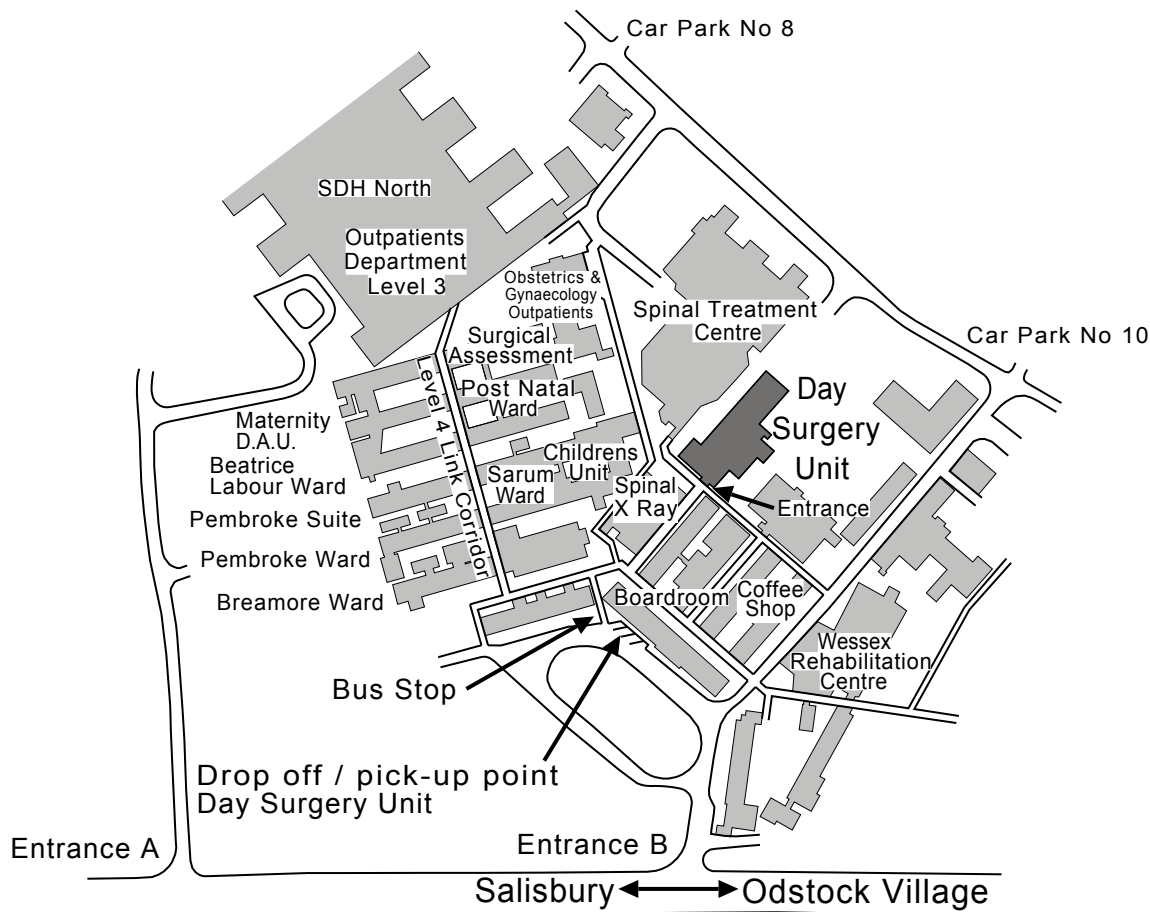 Car Park No 8
SDH North
Outpatients
Department
Level 3
Obstetrics &
Gynaecology
Outpatients
Spinal Treatment
Centre
Car Park No 10
Surgical
Assessment
Level 4 Link Corridor
Post Natal
Ward
Day
Surgery
Unit
Maternity
D.A.U.
Beatrice
Labour Ward
Childrens
Unit
Sarum
Ward
Spinal
X Ray
Entrance
Pembroke Suite
Pembroke Ward
Breamore Ward
Boardroom
Coffee
Shop
Wessex
Rehabilitation
Centre
Bus Stop
Drop off / pick-up point
Day Surgery Unit
Entrance A
Entrance B
Salisbury
Odstock Village